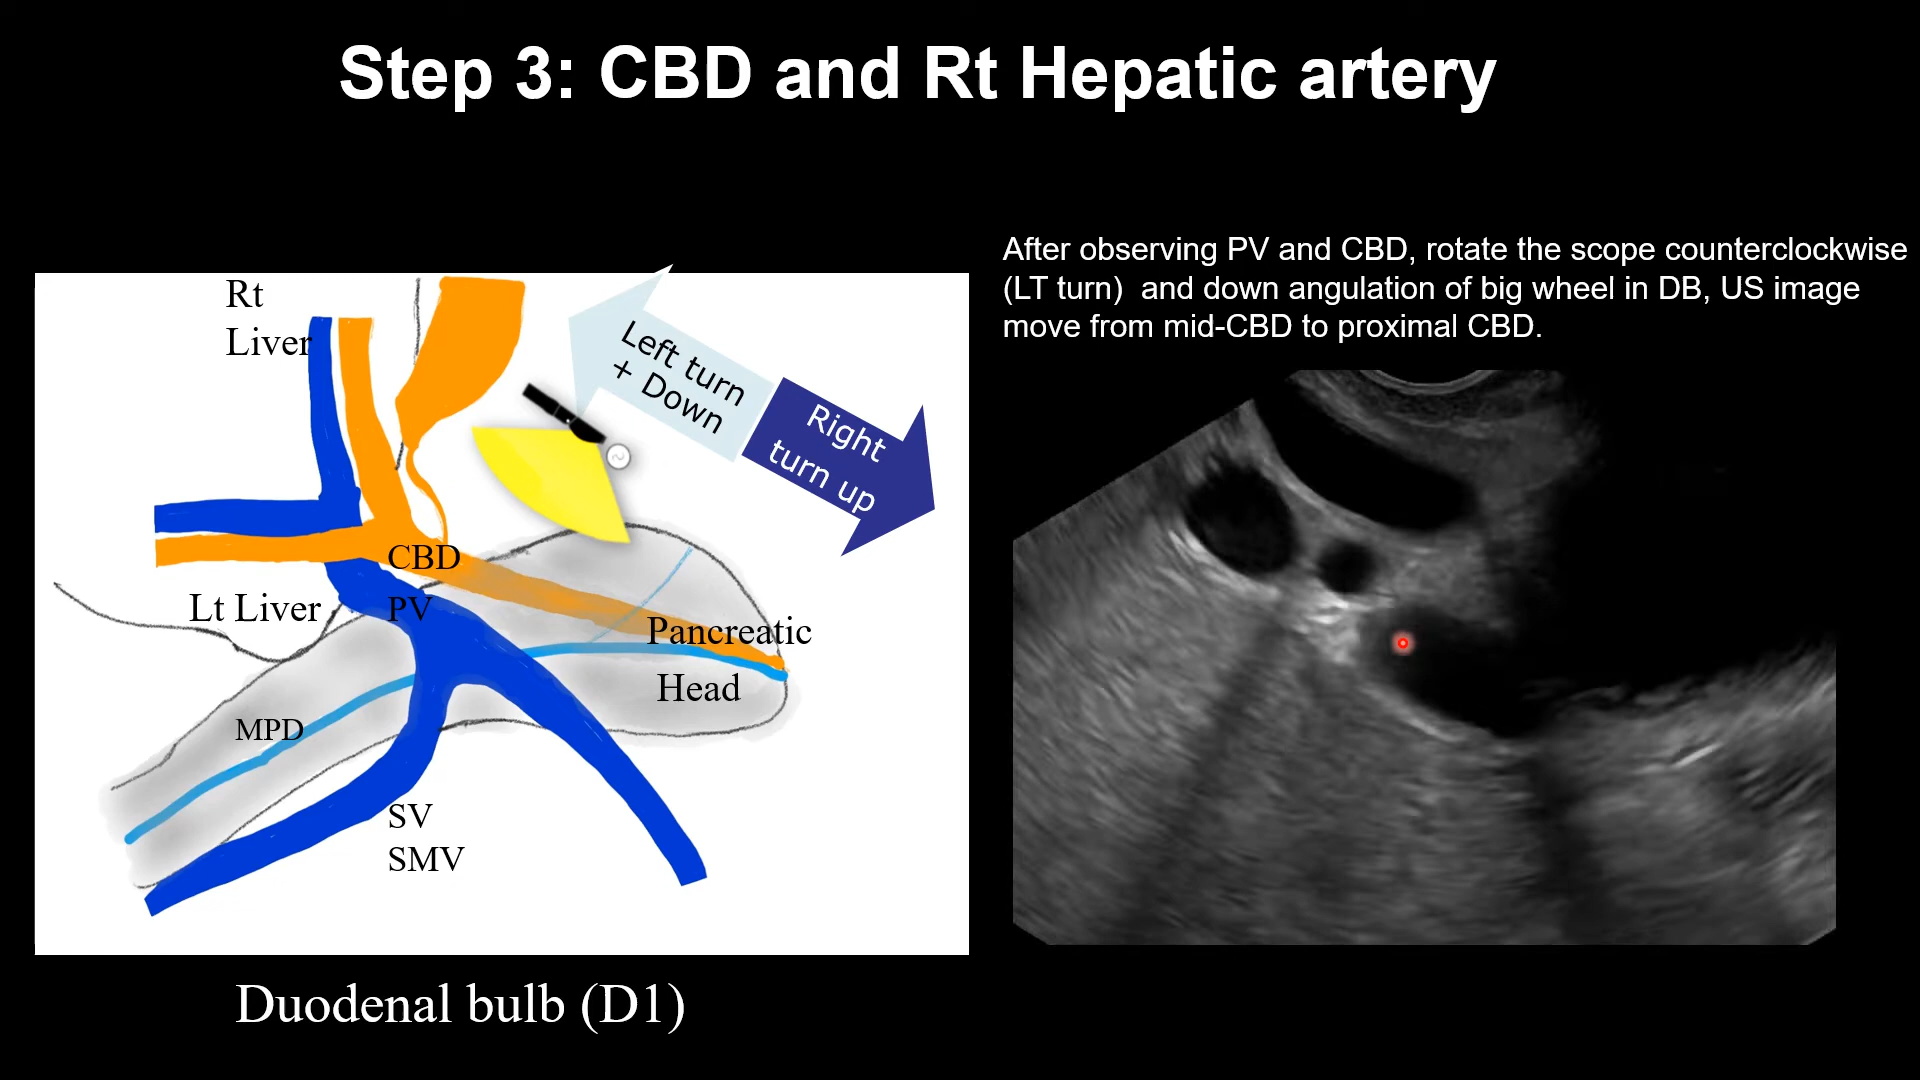 Step 3: CBD and Rt Hepatic artery
After observing PV and CBD, rotate the scope counterclockwise
(LT turn)  and down angulation of big wheel in DB, US image
move from mid-CBD to proximal CBD.
Rt
Liver
Left turn
+ Down
Right
turn up
CBD
PV
Lt Liver
Pancreatic
Head
MPD
SV
SMV
Duodenal bulb (D1)